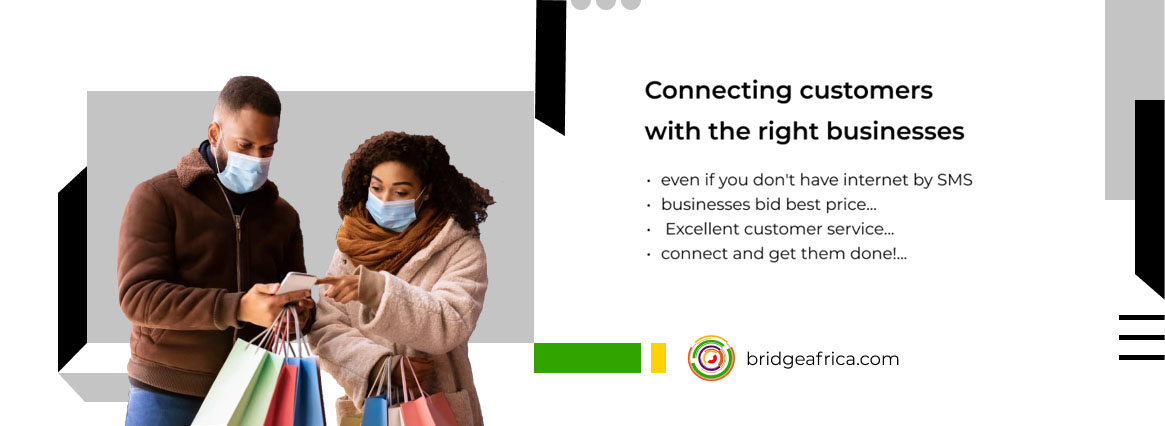 Connecting customers
with the right businesses
• even if you don't have internet by SMS
• businesses bid best price...
• Excellent customer service...
• connect and get them done!...
bridgeafrica.com